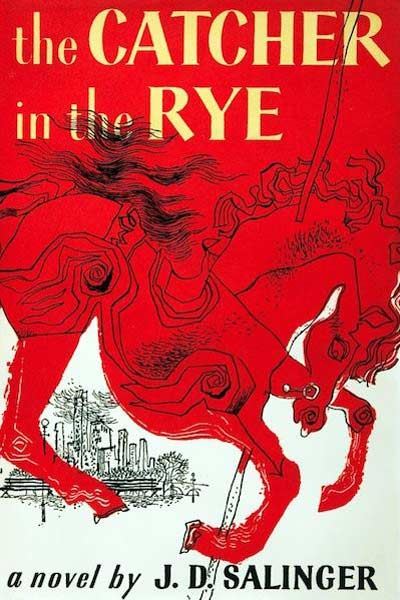 the CATCHER
in the RYE
a novel by J. D. SALINGER